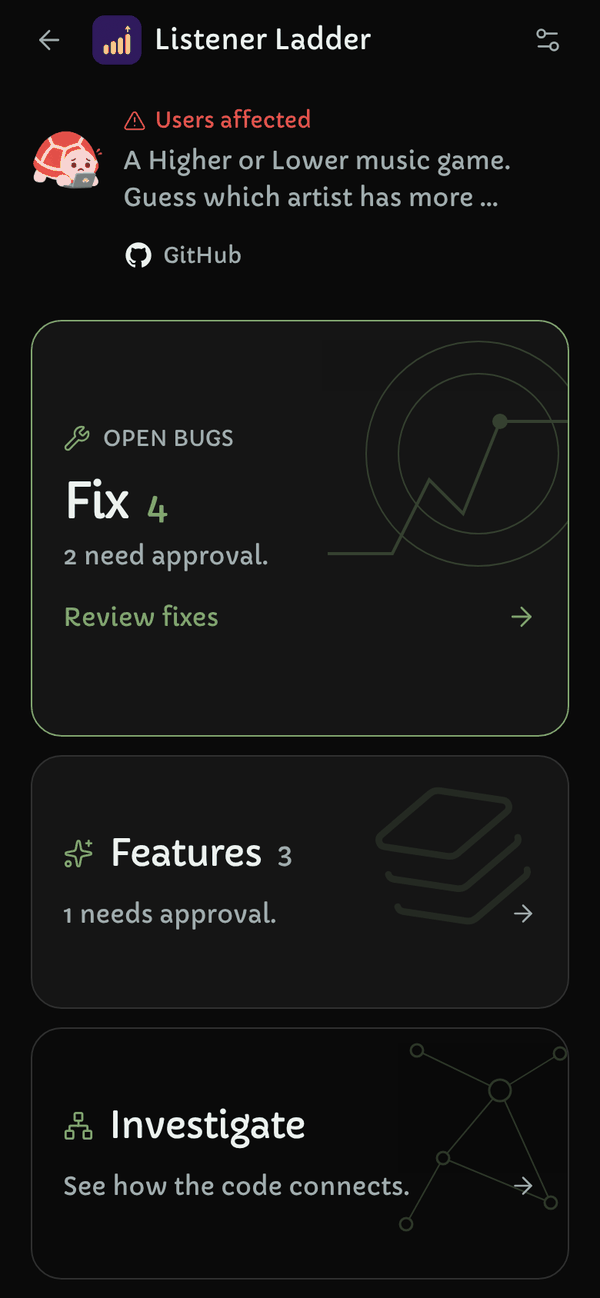 Listener Ladder
Users affected
A Higher or Lower music game.
Guess which artist has more ...
GitHub
OPEN BUGS
Fix 4
2 need approval.
Review fixes
Features 3
1 needs approval.
Investigate
See how the code connects.